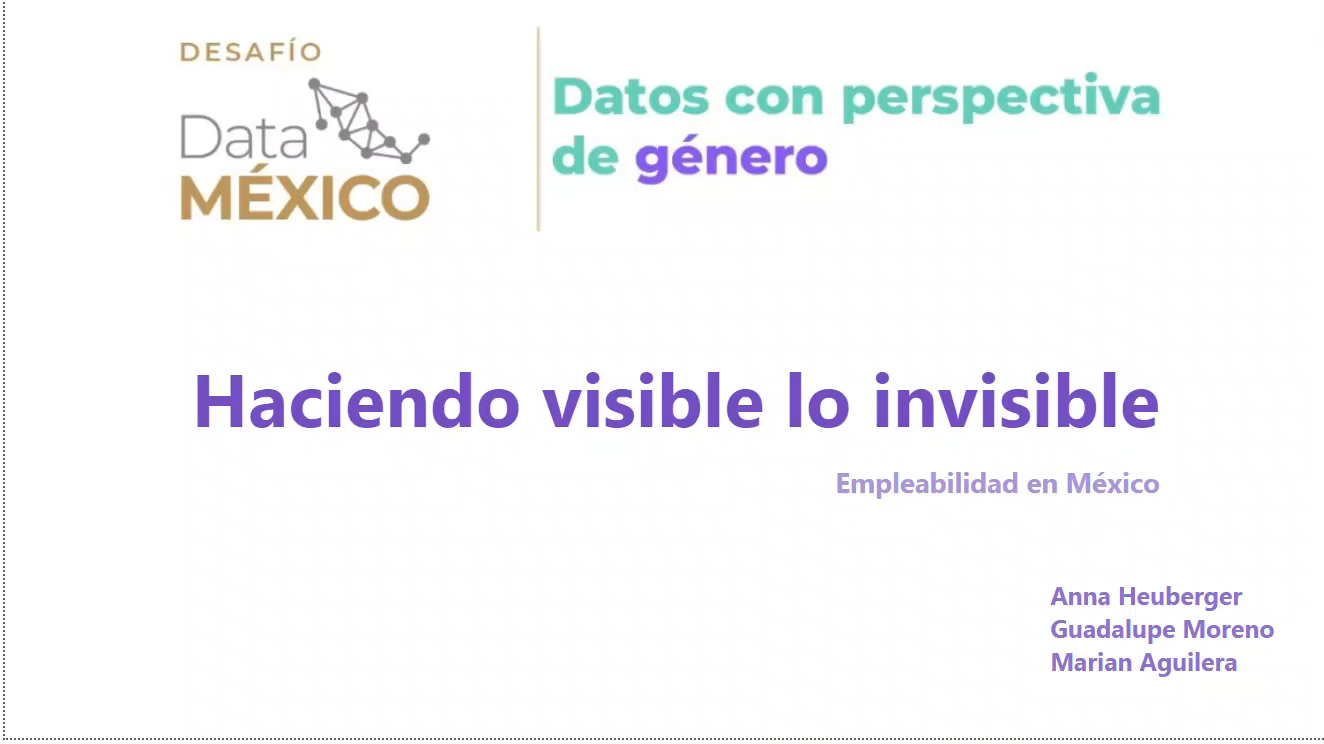 DESAFÍO
Data
MÉXICO
Datos con perspectiva
de género
Haciendo visible lo invisible
Empleabilidad en México
Anna Heuberger
Guadalupe Moreno
Marian Aguilera